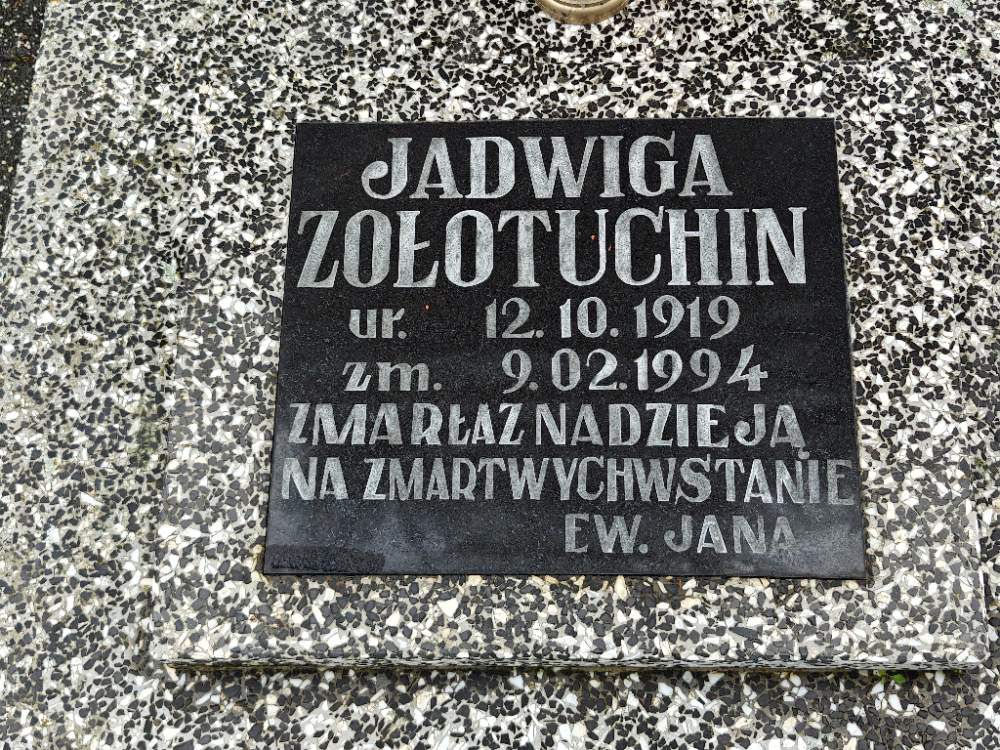 JADWIGA
ZOŁOTUCHIN
ur. 12.10.1919
zm. 9.02.1994
ZMARŁA Z NADZIEJĄ
NA ZMARTWYCHWSTANIE
EW. JANA